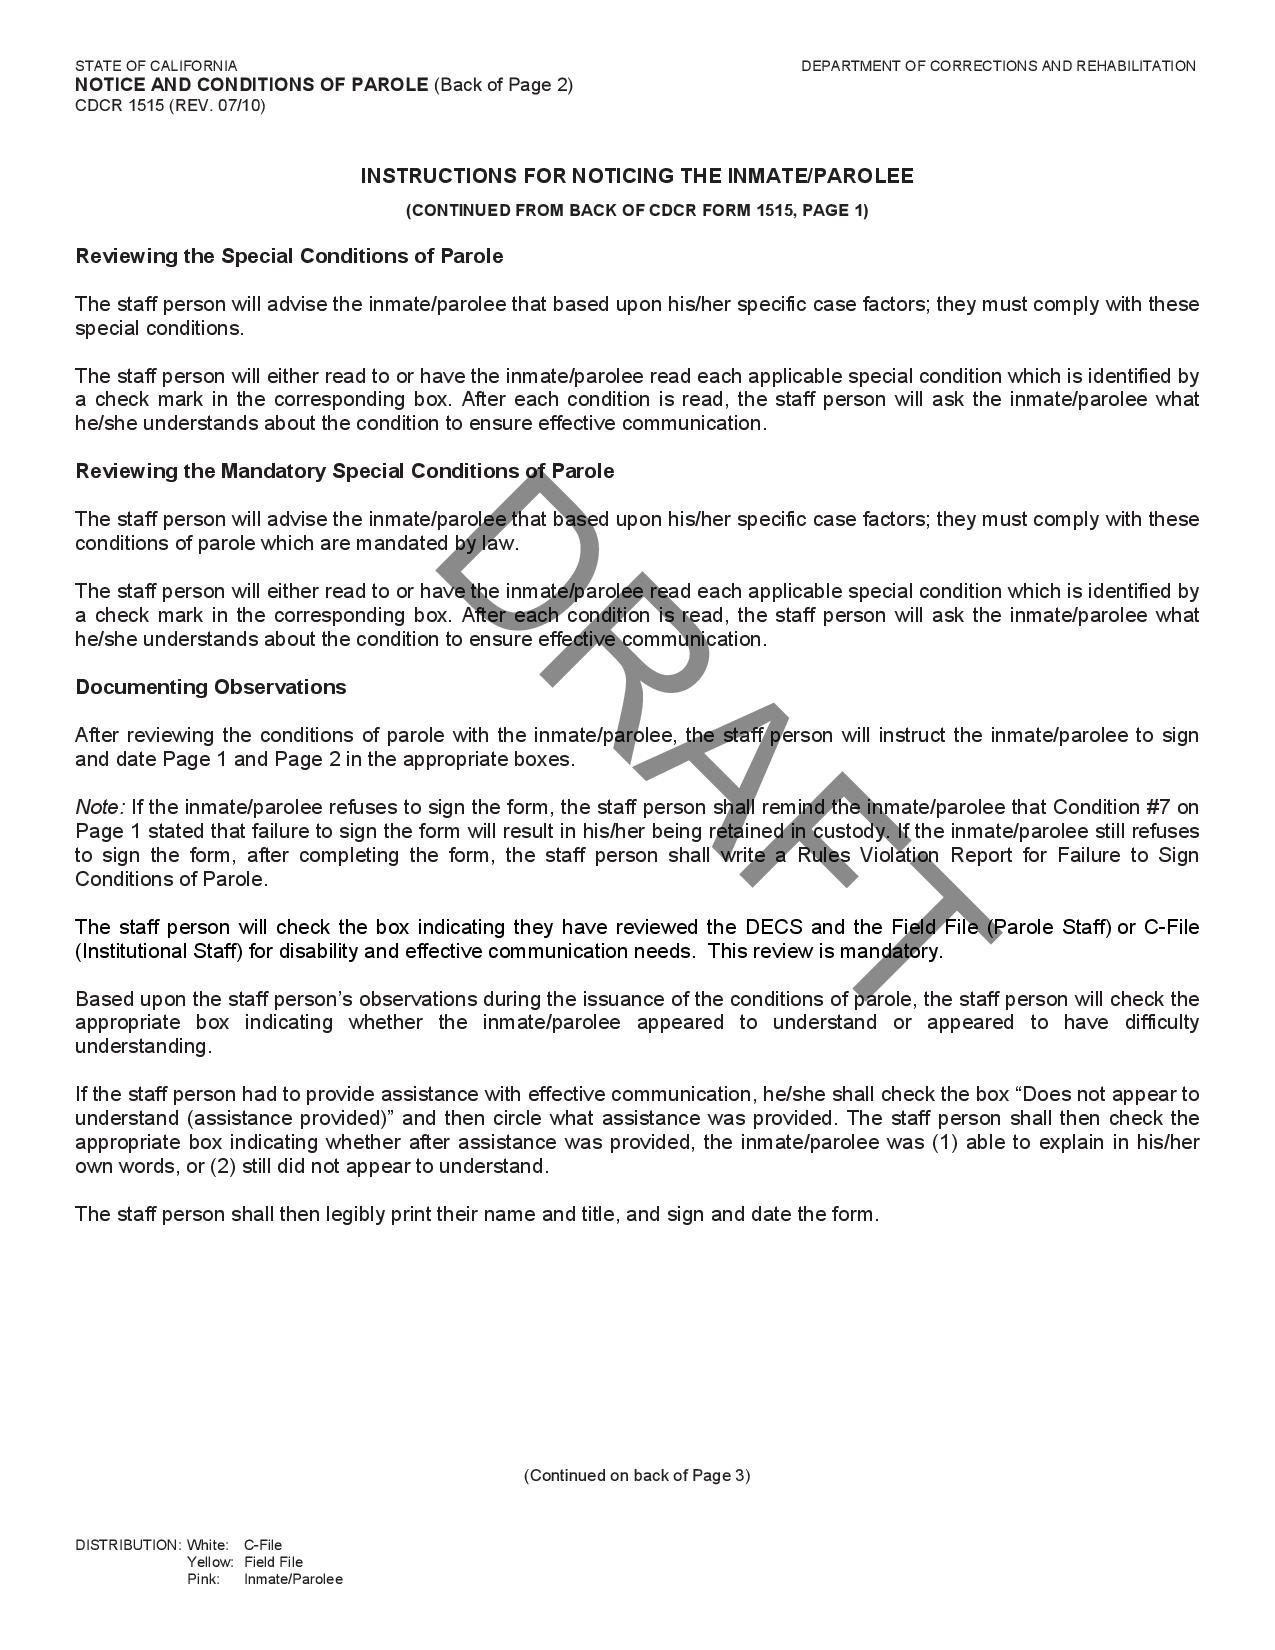 STATE OF CALIFORNIA
DEPARTMENT OF CORRECTIONS AND REHABILITATION
NOTICE AND CONDITIONS OF PAROLE (Back of Page 2)
CDCR 1515 (REV. 07/10)
INSTRUCTIONS FOR NOTICING THE INMATE/PAROLEE
(CONTINUED FROM BACK OF CDCR FORM 1515, PAGE 1)
Reviewing the Special Conditions of Parole
The staff person will advise the inmate/parolee that based upon his/her specific case factors; they must comply with these
special conditions.
The staff person will either read to or have the inmate/parolee read each applicable special condition which is identified by
a check mark in the corresponding box. After each condition is read, the staff person will ask the inmate/parolee what
he/she understands about the condition to ensure effective communication.
Reviewing the Mandatory Special Conditions of Parole
The staff person will advise the inmate/parolee that based upon his/her specific case factors; they must comply with these
conditions of parole which are mandated by law.
The staff person will either read to or have the inmate/parolee read each applicable special condition which is identified by
a check mark in the corresponding box. After each condition is read, the staff person will ask the inmate/parolee what
he/she understands about the condition to ensure effective communication.
Documenting Observations
After reviewing the conditions of parole with the inmate/parolee, the staff person will instruct the inmate/parolee to sign
and date Page 1 and Page 2 in the appropriate boxes.
Note: If the inmate/parolee refuses to sign the form, the staff person shall remind the inmate/parolee that Condition #7 on
Page 1 stated that failure to sign the form will result in his/her being retained in custody. If the inmate/parolee still refuses
to sign the form, after completing the form, the staff person shall write a Rules Violation Report for Failure to Sign
Conditions of Parole.
The staff person will check the box indicating they have reviewed the DECS and the Field File (Parole Staff) or C-File
(Institutional Staff) for disability and effective communication needs.  This review is mandatory.
Based upon the staff person’s observations during the issuance of the conditions of parole, the staff person will check the
appropriate box indicating whether the inmate/parolee appeared to understand or appeared to have difficulty
understanding.
If the staff person had to provide assistance with effective communication, he/she shall check the box “Does not appear to
understand (assistance provided)” and then circle what assistance was provided. The staff person shall then check the
appropriate box indicating whether after assistance was provided, the inmate/parolee was (1) able to explain in his/her
own words, or (2) still did not appear to understand.
The staff person shall then legibly print their name and title, and sign and date the form.
DRAFT
(Continued on back of Page 3)
DISTRIBUTION: White: C-File
Yellow: Field File
Pink: Inmate/Parolee